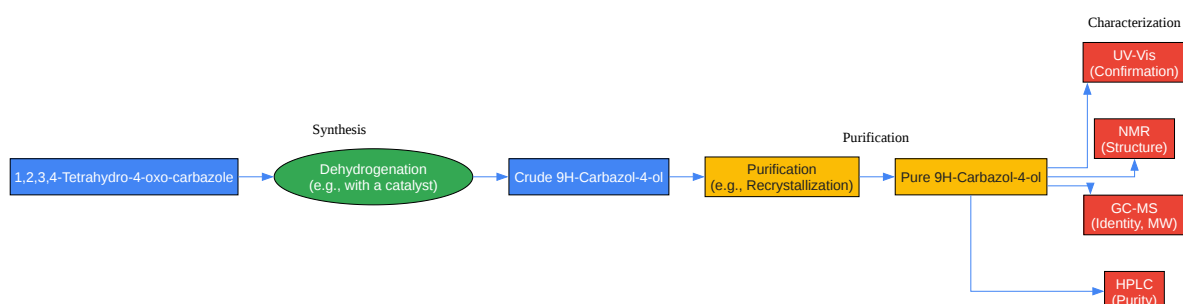 Characterization
UV-Vis
(Confirmation)
Synthesis
Purification
NMR
(Structure)
1,2,3,4-Tetrahydro-4-oxo-carbazole
Dehydrogenation
(e.g., with a catalyst)
Crude 9H-Carbazol-4-ol
Purification
(e.g., Recrystallization)
Pure 9H-Carbazol-4-ol
GC-MS
(Identity, MW)
HPLC
(Purity)